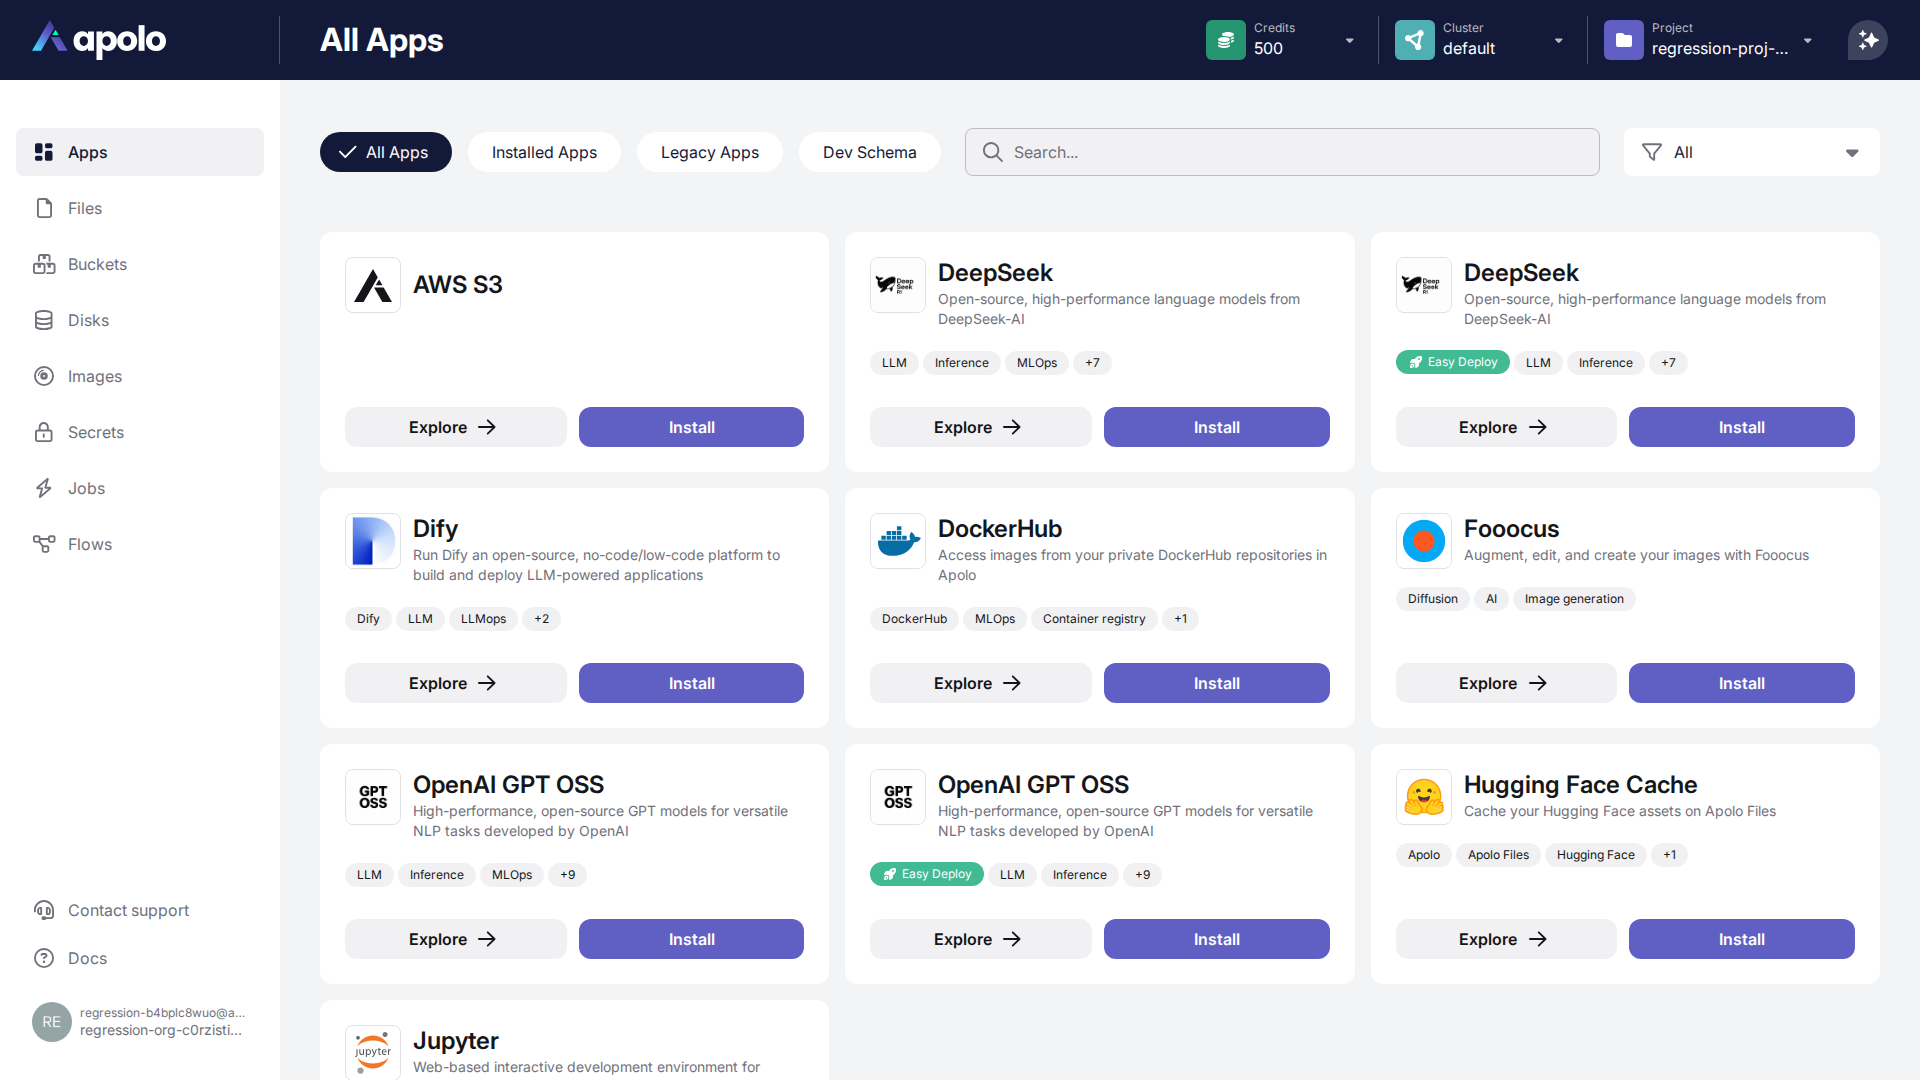 apolo
All Apps
Credits
500
Cluster
default
Project
regression-proj-...
Apps
Files
Buckets
Disks
Images
Secrets
Jobs
Flows
Contact support
Docs
RE
regression-b4bplc8wuo@a...
regression-org-c0rzisti...
All Apps
Installed Apps
Legacy Apps
Dev Schema
Search...
All
AWS S3
Explore
Install
DeepSeek
Open-source, high-performance language models from
DeepSeek-AI
LLM
Inference
MLOps
+7
Explore
Install
DeepSeek
Open-source, high-performance language models from
DeepSeek-AI
Easy Deploy
LLM
Inference
+7
Explore
Install
Dify
Run Dify an open-source, no-code/low-code platform to
build and deploy LLM-powered applications
Dify
LLM
LLMops
+2
Explore
Install
DockerHub
Access images from your private DockerHub repositories in
Apolo
DockerHub
MLOps
Container registry
+1
Explore
Install
Fooocus
Augment, edit, and create your images with Fooocus
Diffusion
AI
Image generation
Explore
Install
GPT
OSS
OpenAI GPT OSS
High-performance, open-source GPT models for versatile
NLP tasks developed by OpenAI
LLM
Inference
MLOps
+9
Explore
Install
GPT
OSS
OpenAI GPT OSS
High-performance, open-source GPT models for versatile
NLP tasks developed by OpenAI
Easy Deploy
LLM
Inference
+9
Explore
Install
Hugging Face Cache
Cache your Hugging Face assets on Apolo Files
Apolo
Apolo Files
Hugging Face
+1
Explore
Install
jupyter
Jupyter
Web-based interactive development environment for